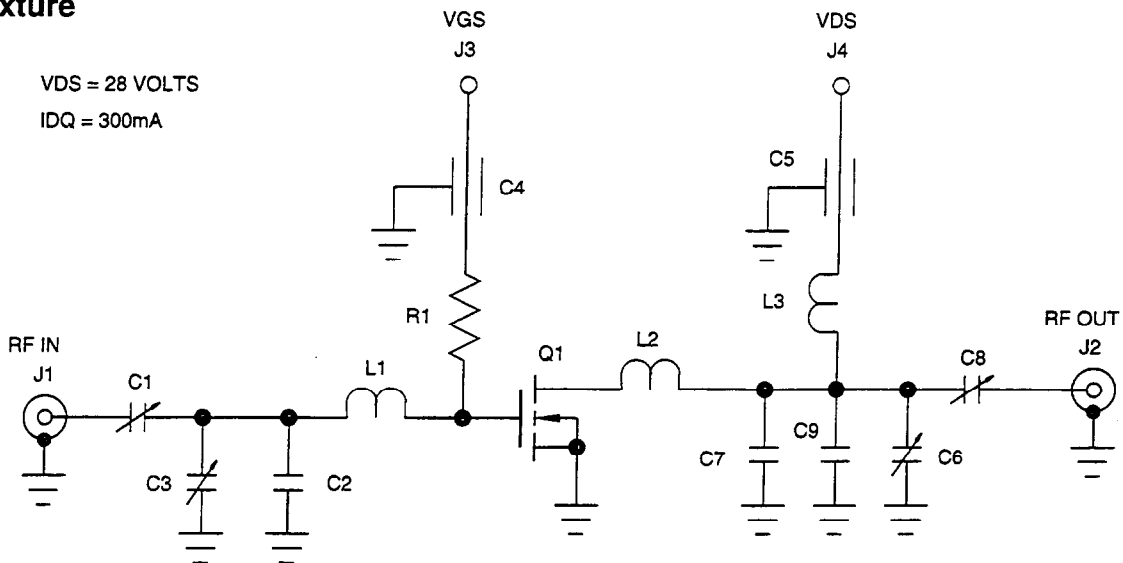 xture
VGS
J3
VDS
J4
VDS = 28 VOLTS
IDQ = 300mA
C5
C4
L3
R1
RF IN
J1
C1
L1
Q1
L2
RF OUT
J2
C8
C3
C2
C7
C9
C6